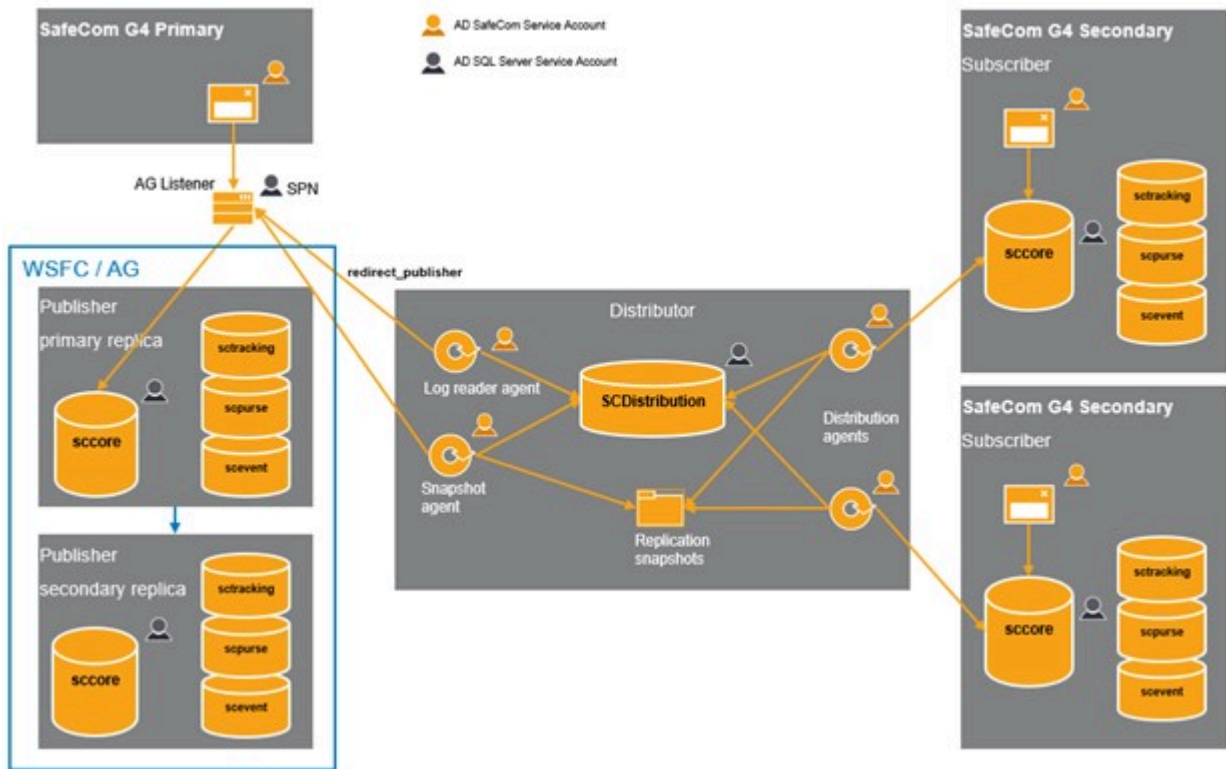 SafeCom G4 Primary
AD SafeCom Service Account
AD SQL Server Service Account
AG Listener
SPN
WSFC / AG
Publisher
primary replica
sccore
sctracking
scpurse
scevent
Publisher
secondary replica
sccore
sctracking
scpurse
scevent
redirect_publisher
Distributor
Log reader agent
SCDistribution
Snapshot
agent
Replication
snapshots
Distribution
agents
SafeCom G4 Secondary
Subscriber
sccore
sctracking
scpurse
scevent
SafeCom G4 Secondary
Subscriber
sccore
sctracking
scpurse
scevent